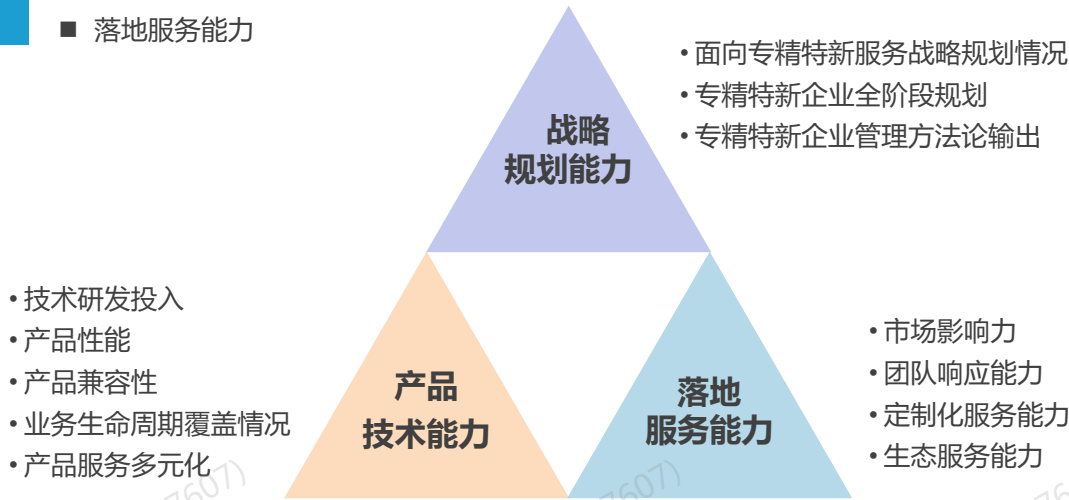 ■ 落地服务能力
• 面向专精特新服务战略规划情况
• 专精特新企业全阶段规划
• 专精特新企业管理方法论输出
战略
规划能力
• 技术研发投入
• 产品性能
• 产品兼容性
• 业务生命周期覆盖情况
• 产品服务多元化
产品
技术能力
落地
服务能力
• 市场影响力
• 团队响应能力
• 定制化服务能力
• 生态服务能力
7607)
7607)